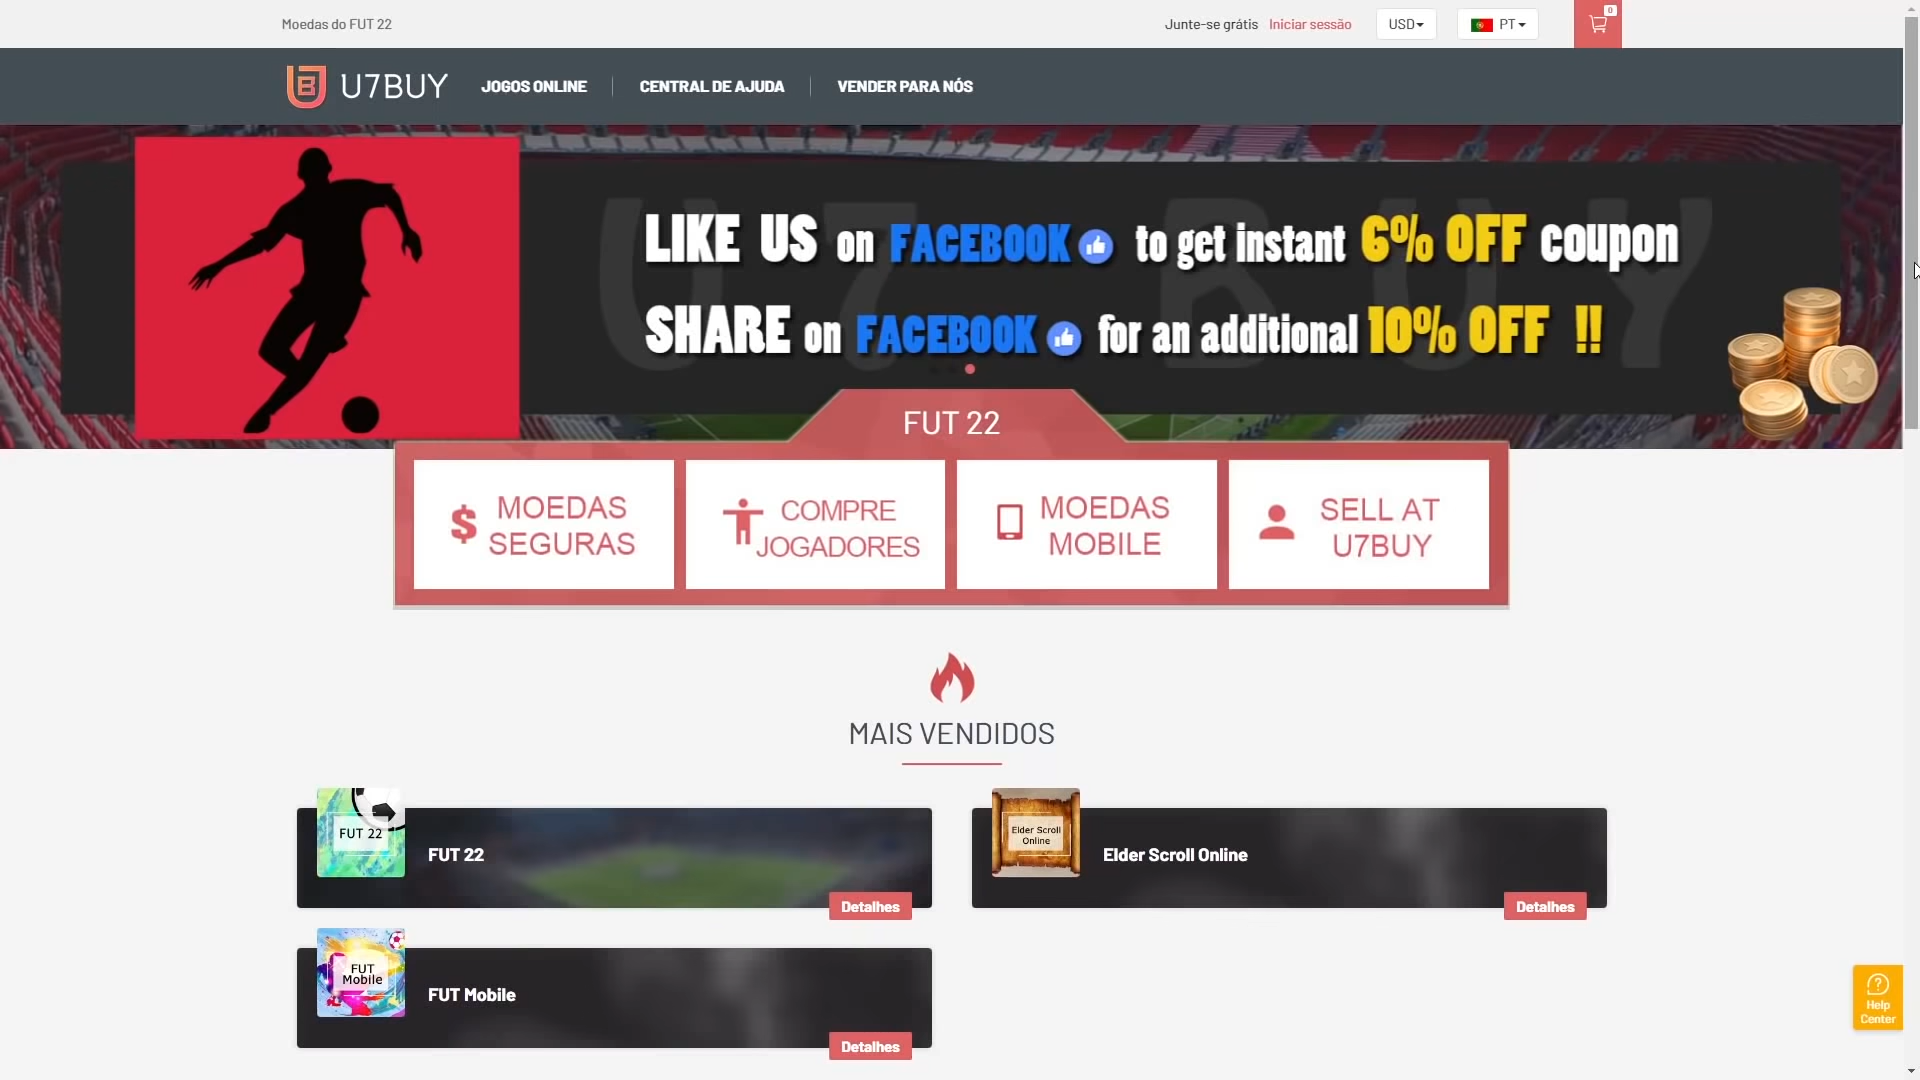 Moedas do FUT 22
Junte-se grátis Iniciar sessão USD PT 0
U7BUY JOGOS ONLINE CENTRAL DE AJUDA VENDER PARA NÓS
U7 BUY
LIKE US on FACEBOOK to get instant 6% OFF coupon
SHARE on FACEBOOK for an additional 10% OFF !!
FUT 22
MOEDAS
SEGURAS
COMPRE
JOGADORES
MOEDAS
MOBILE
SELL AT
U7BUY
MAIS VENDIDOS
FUT 22
FUT 22
Detalhes
Elder Scroll
Online
Elder Scroll Online
Detalhes
FUT
Mobile
FUT Mobile
Detalhes
Help
Center